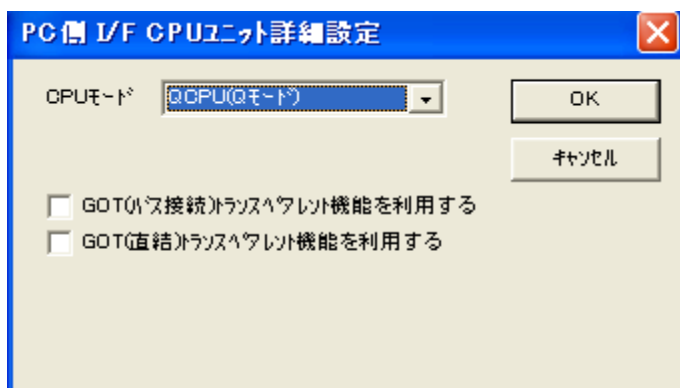 PC側 I/F CPUﾕﾆｯﾄ詳細設定
CPUﾓｰﾄﾞ QCPU(Qﾓｰﾄﾞ) OK
ｷｬﾝｾﾙ
GOT(ﾊﾞｽ接続)ﾄﾗﾝｽﾍﾟｱﾚﾝﾄ機能を利用する
GOT(直結)ﾄﾗﾝｽﾍﾟｱﾚﾝﾄ機能を利用する